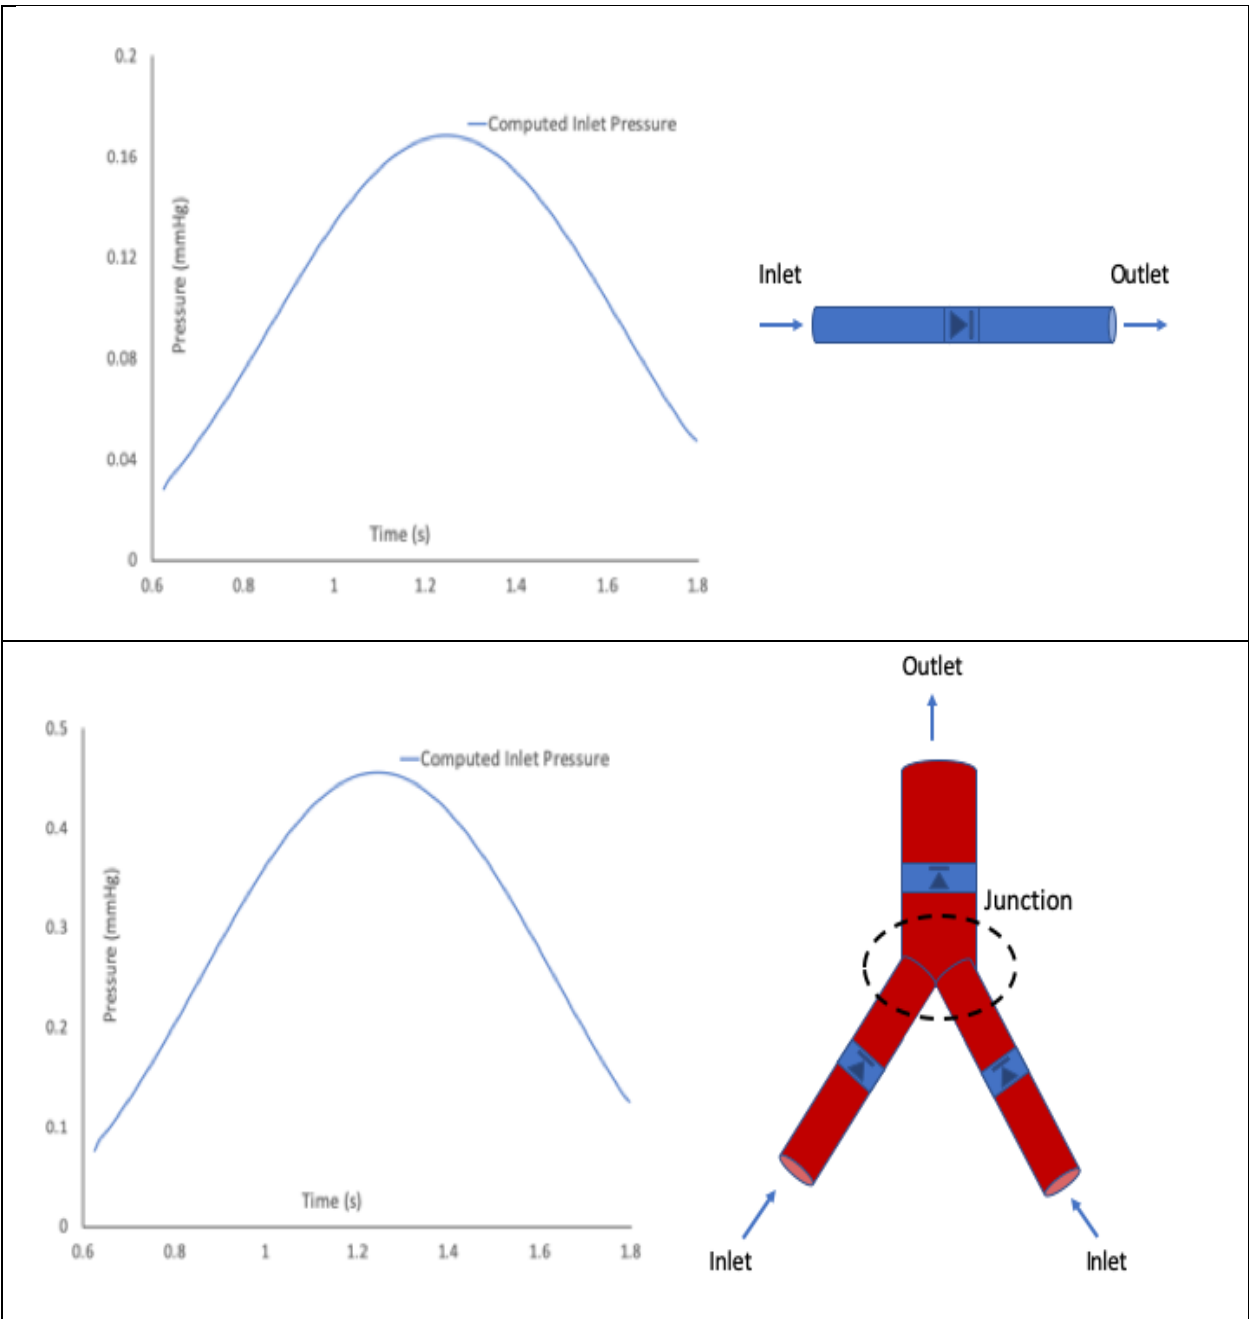 0.2
Computed Inlet Pressure
0.16
Pressure (mmHg)
0.12
Inlet
Outlet
0.08
0.04
Time (s)
0
0.6 0.8 1 1.2 1.4 1.6 1.8
Outlet
0.5
Computed Inlet Pressure
0.4
Junction
Pressure (mmHg)
0.3
0.2
0.1
Time (s)
0
0.6 0.8 1 1.2 1.4 1.6 1.8
Inlet
Inlet